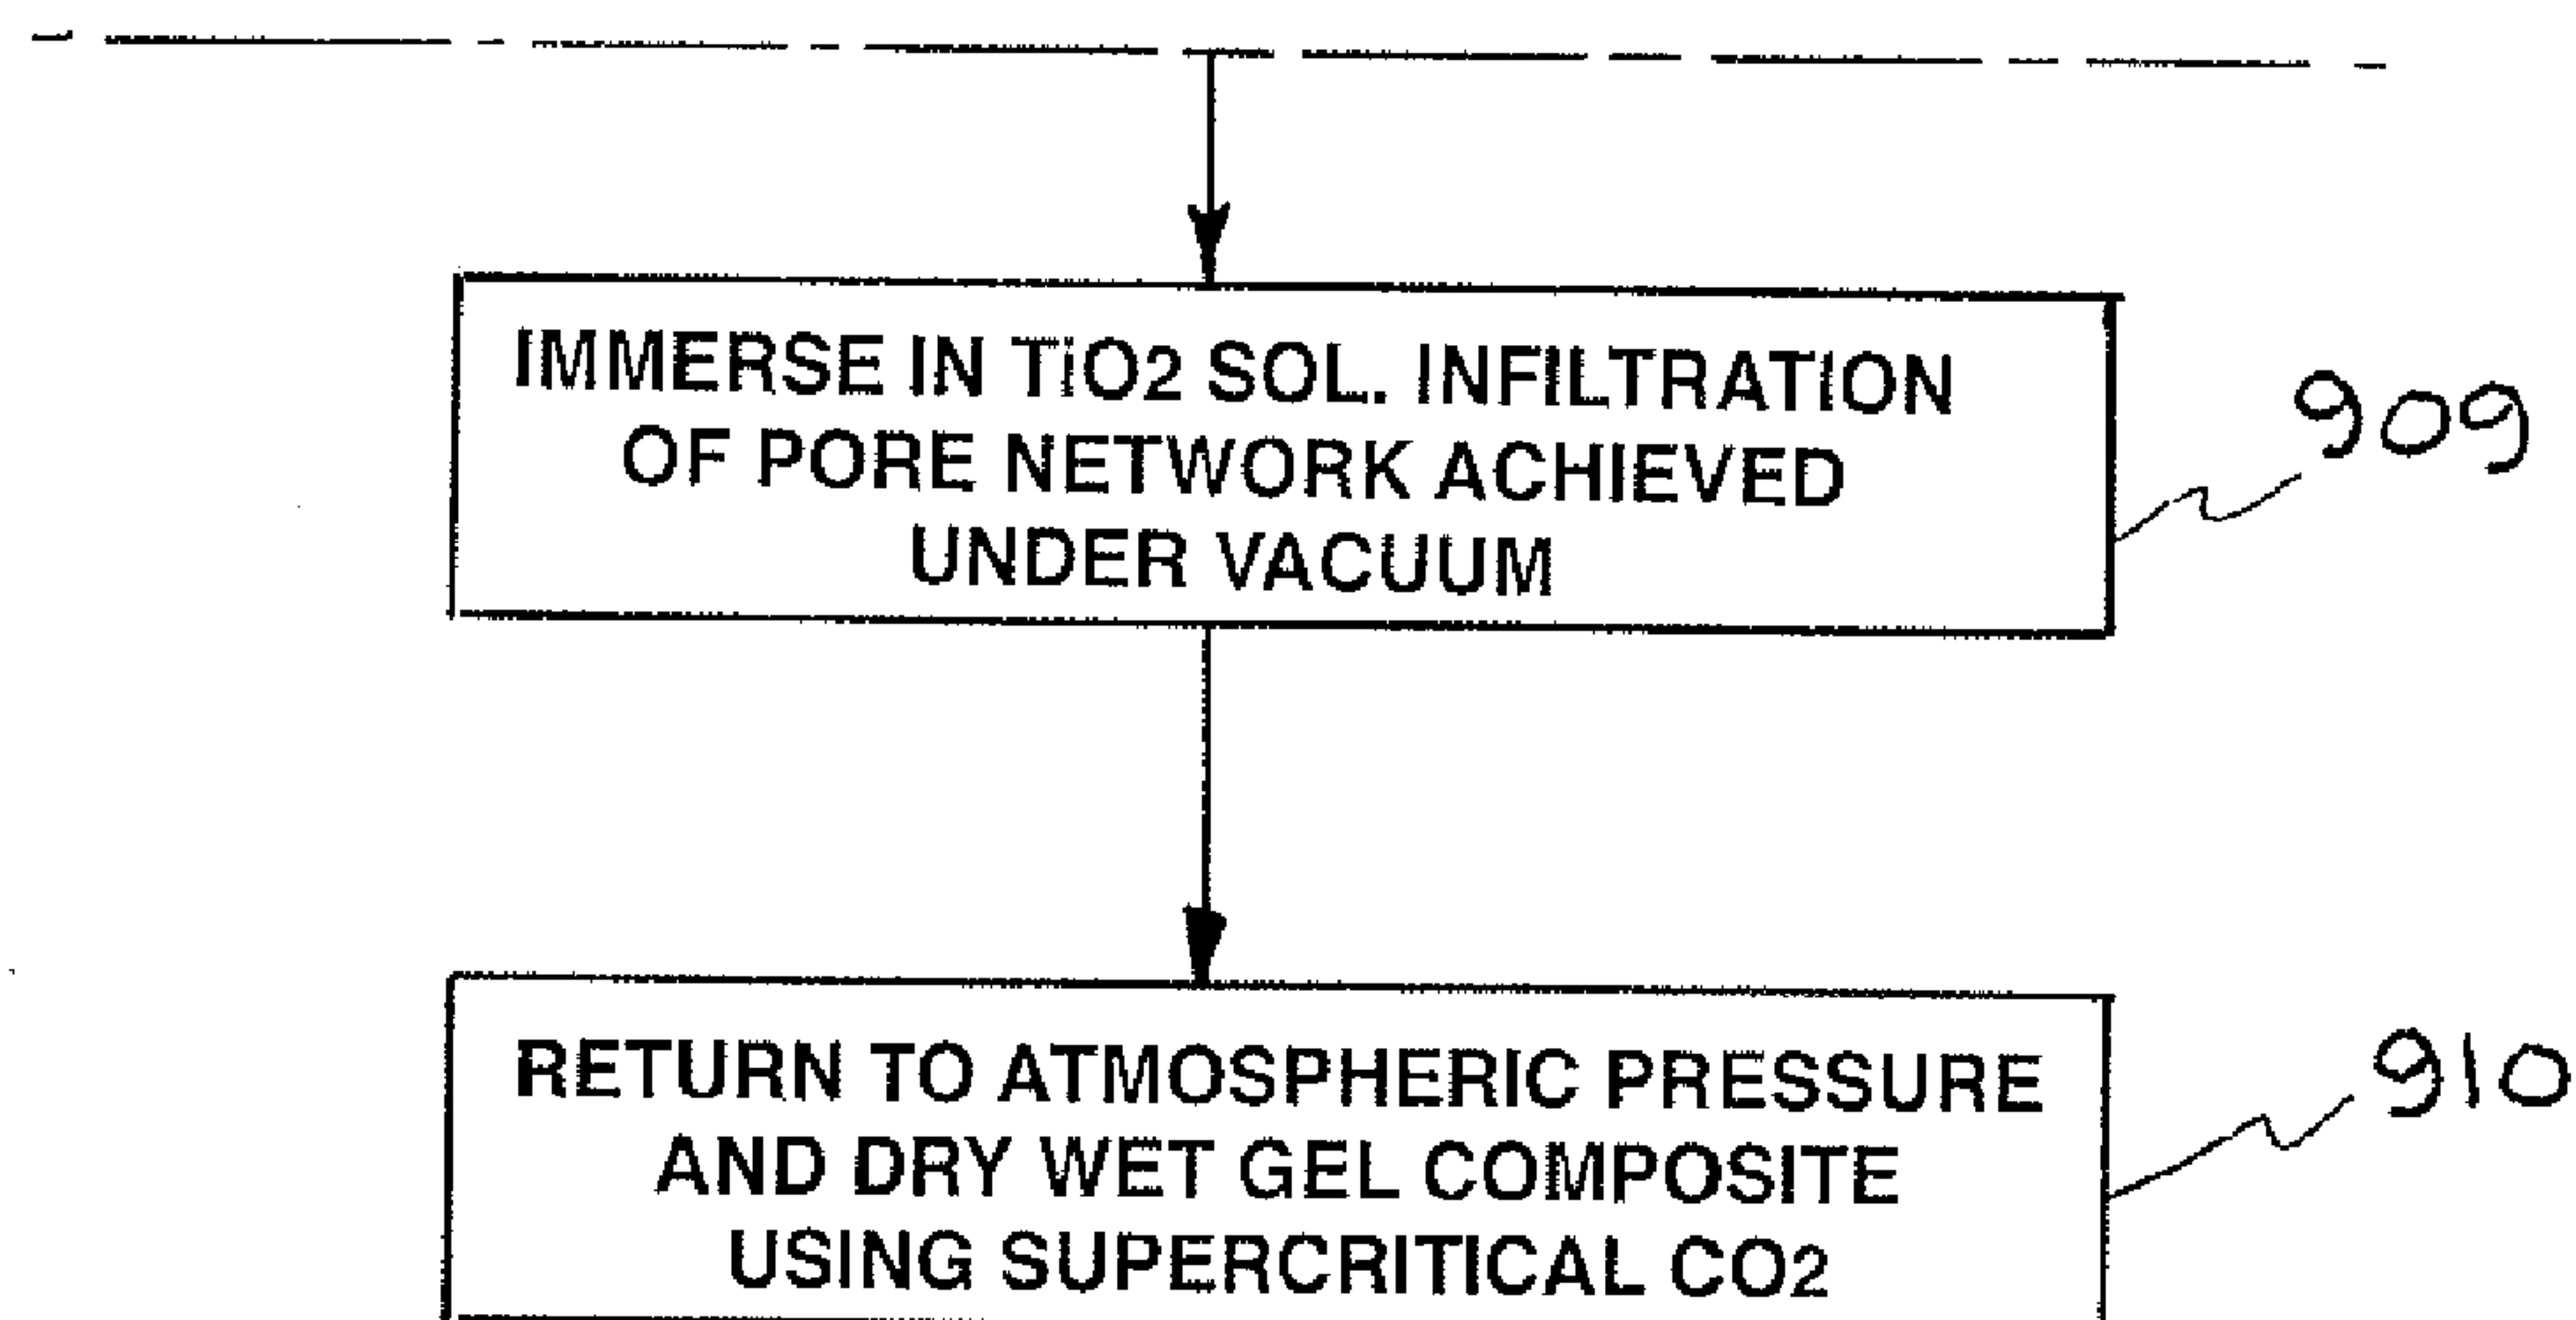 IMMERSE IN TiO2 SOL. INFILTRATION
OF PORE NETWORK ACHIEVED
UNDER VACUUM
909
RETURN TO ATMOSPHERIC PRESSURE
AND DRY WET GEL COMPOSITE
USING SUPERCRITICAL CO2
910